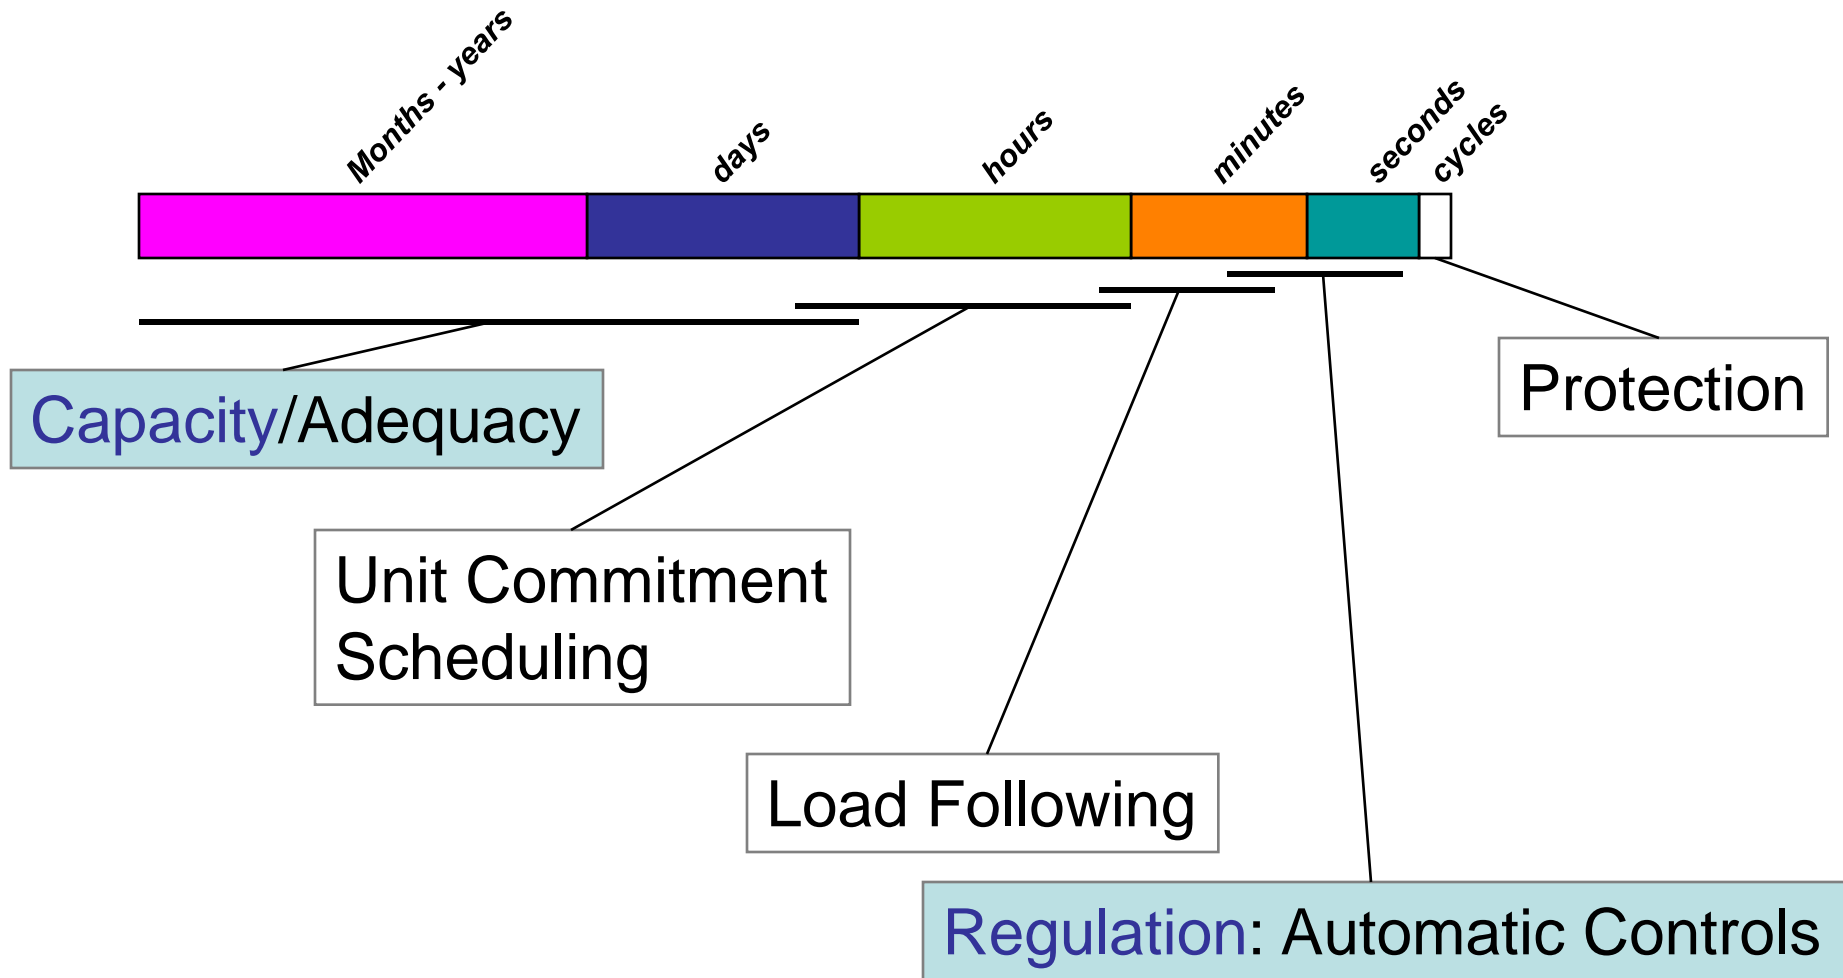 Months - years
days
hours
minutes
seconds
cycles
Capacity/Adequacy
Protection
Unit Commitment
Scheduling
Load Following
Regulation: Automatic Controls